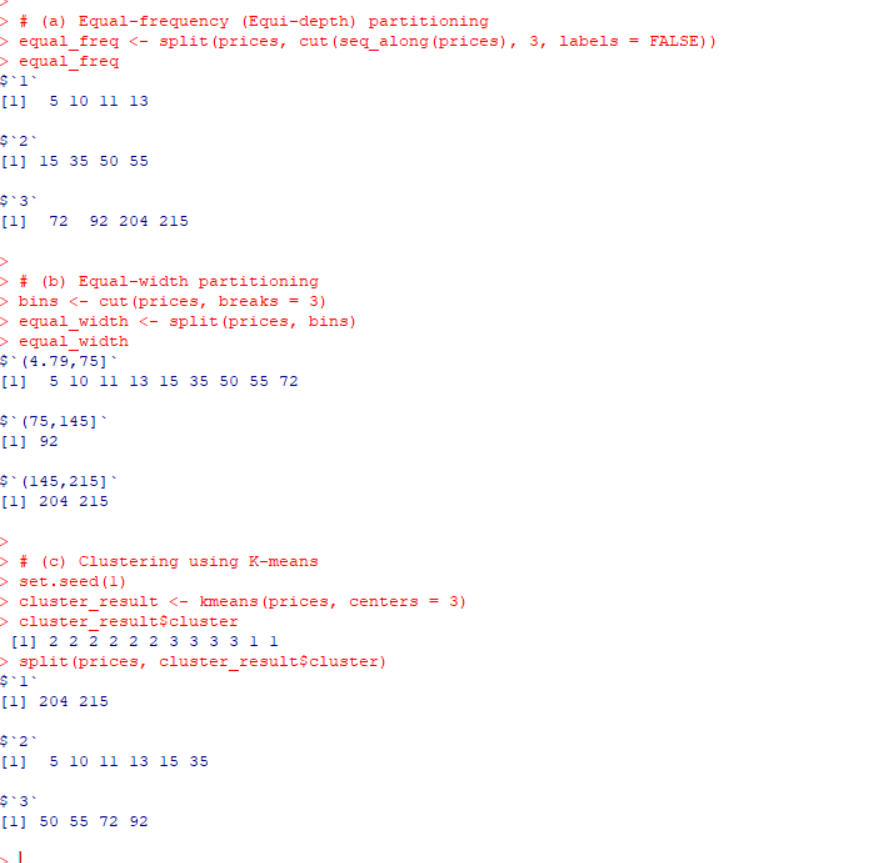 >
> # (a) Equal-frequency (Equi-depth) partitioning
> equal_freq <- split(prices, cut(seq_along(prices), 3, labels = FALSE))
> equal_freq
$`1`
[1]  5 10 11 13
$`2`
[1] 15 35 50 55
$`3`
[1]  72  92 204 215
>
> # (b) Equal-width partitioning
> bins <- cut(prices, breaks = 3)
> equal_width <- split(prices, bins)
> equal_width
$`(4.79,75]`
[1]  5 10 11 13 15 35 50 55 72
$`(75,145]`
[1] 92
$`(145,215]`
[1] 204 215
>
> # (c) Clustering using K-means
> set.seed(1)
> cluster_result <- kmeans(prices, centers = 3)
> cluster_result$cluster
 [1] 2 2 2 2 2 2 3 3 3 3 1 1
> split(prices, cluster_result$cluster)
$`1`
[1] 204 215
$`2`
[1]  5 10 11 13 15 35
$`3`
[1] 50 55 72 92
>